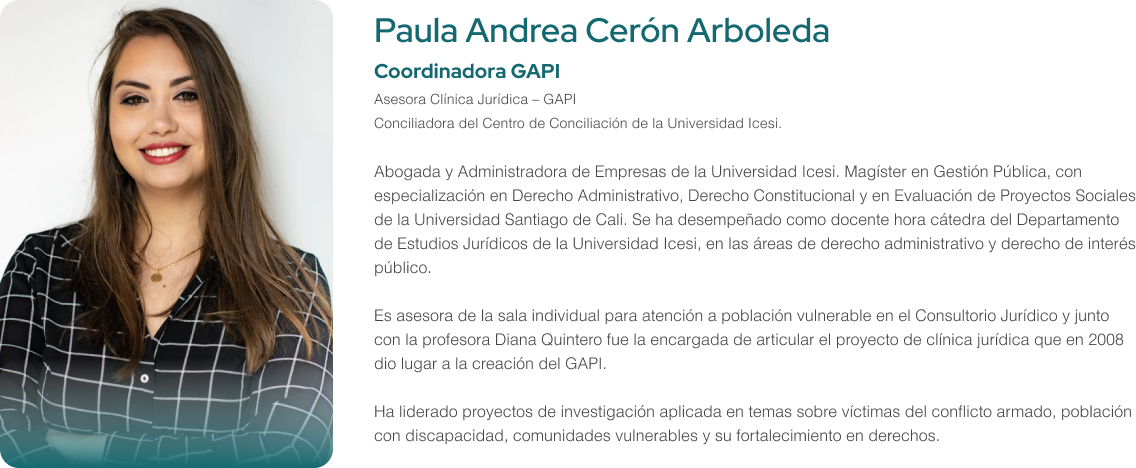 Paula Andrea Cerón Arboleda
Coordinadora GAPI
Asesora Clínica Jurídica – GAPI
Conciliadora del Centro de Conciliación de la Universidad Icesi.
Abogada y Administradora de Empresas de la Universidad Icesi. Magíster en Gestión Pública, con
especialización en Derecho Administrativo, Derecho Constitucional y en Evaluación de Proyectos Sociales
de la Universidad Santiago de Cali. Se ha desempeñado como docente hora cátedra del Departamento
de Estudios Jurídicos de la Universidad Icesi, en las áreas de derecho administrativo y derecho de interés
público.
Es asesora de la sala individual para atención a población vulnerable en el Consultorio Jurídico y junto
con la profesora Diana Quintero fue la encargada de articular el proyecto de clínica jurídica que en 2008
dio lugar a la creación del GAPI.
Ha liderado proyectos de investigación aplicada en temas sobre víctimas del conflicto armado, población
con discapacidad, comunidades vulnerables y su fortalecimiento en derechos.